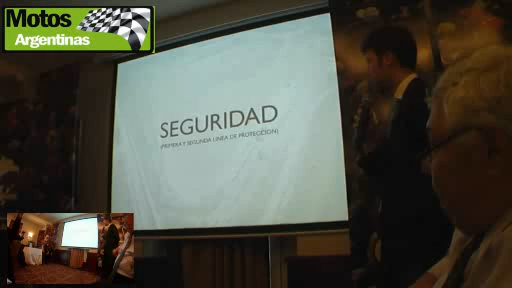 Motos
Argentinas
SEGURIDAD
(PRIMERA Y SEGUNDA LINEA DE PROTECCION)